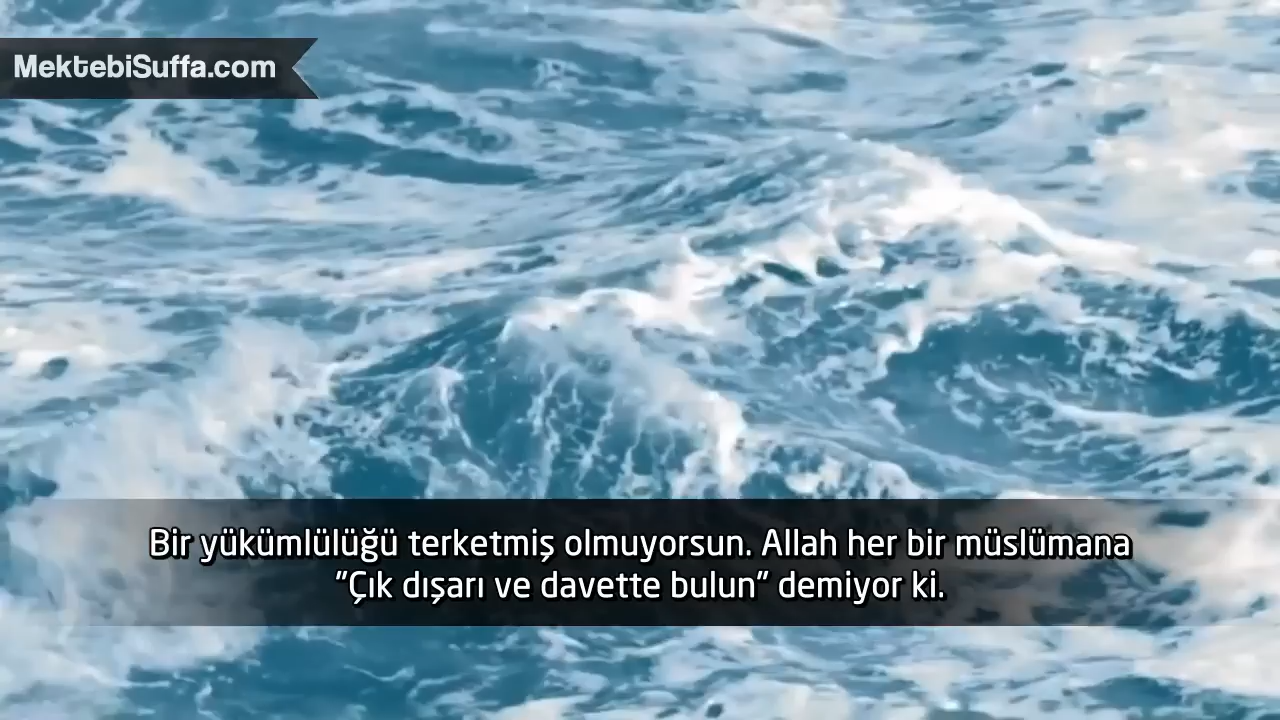 MektebiSuffa.com
Bir yükümlülüğü terketmiş olmuyorsun. Allah her bir müslümana
"Çık dışarı ve davette bulun" demiyor ki.